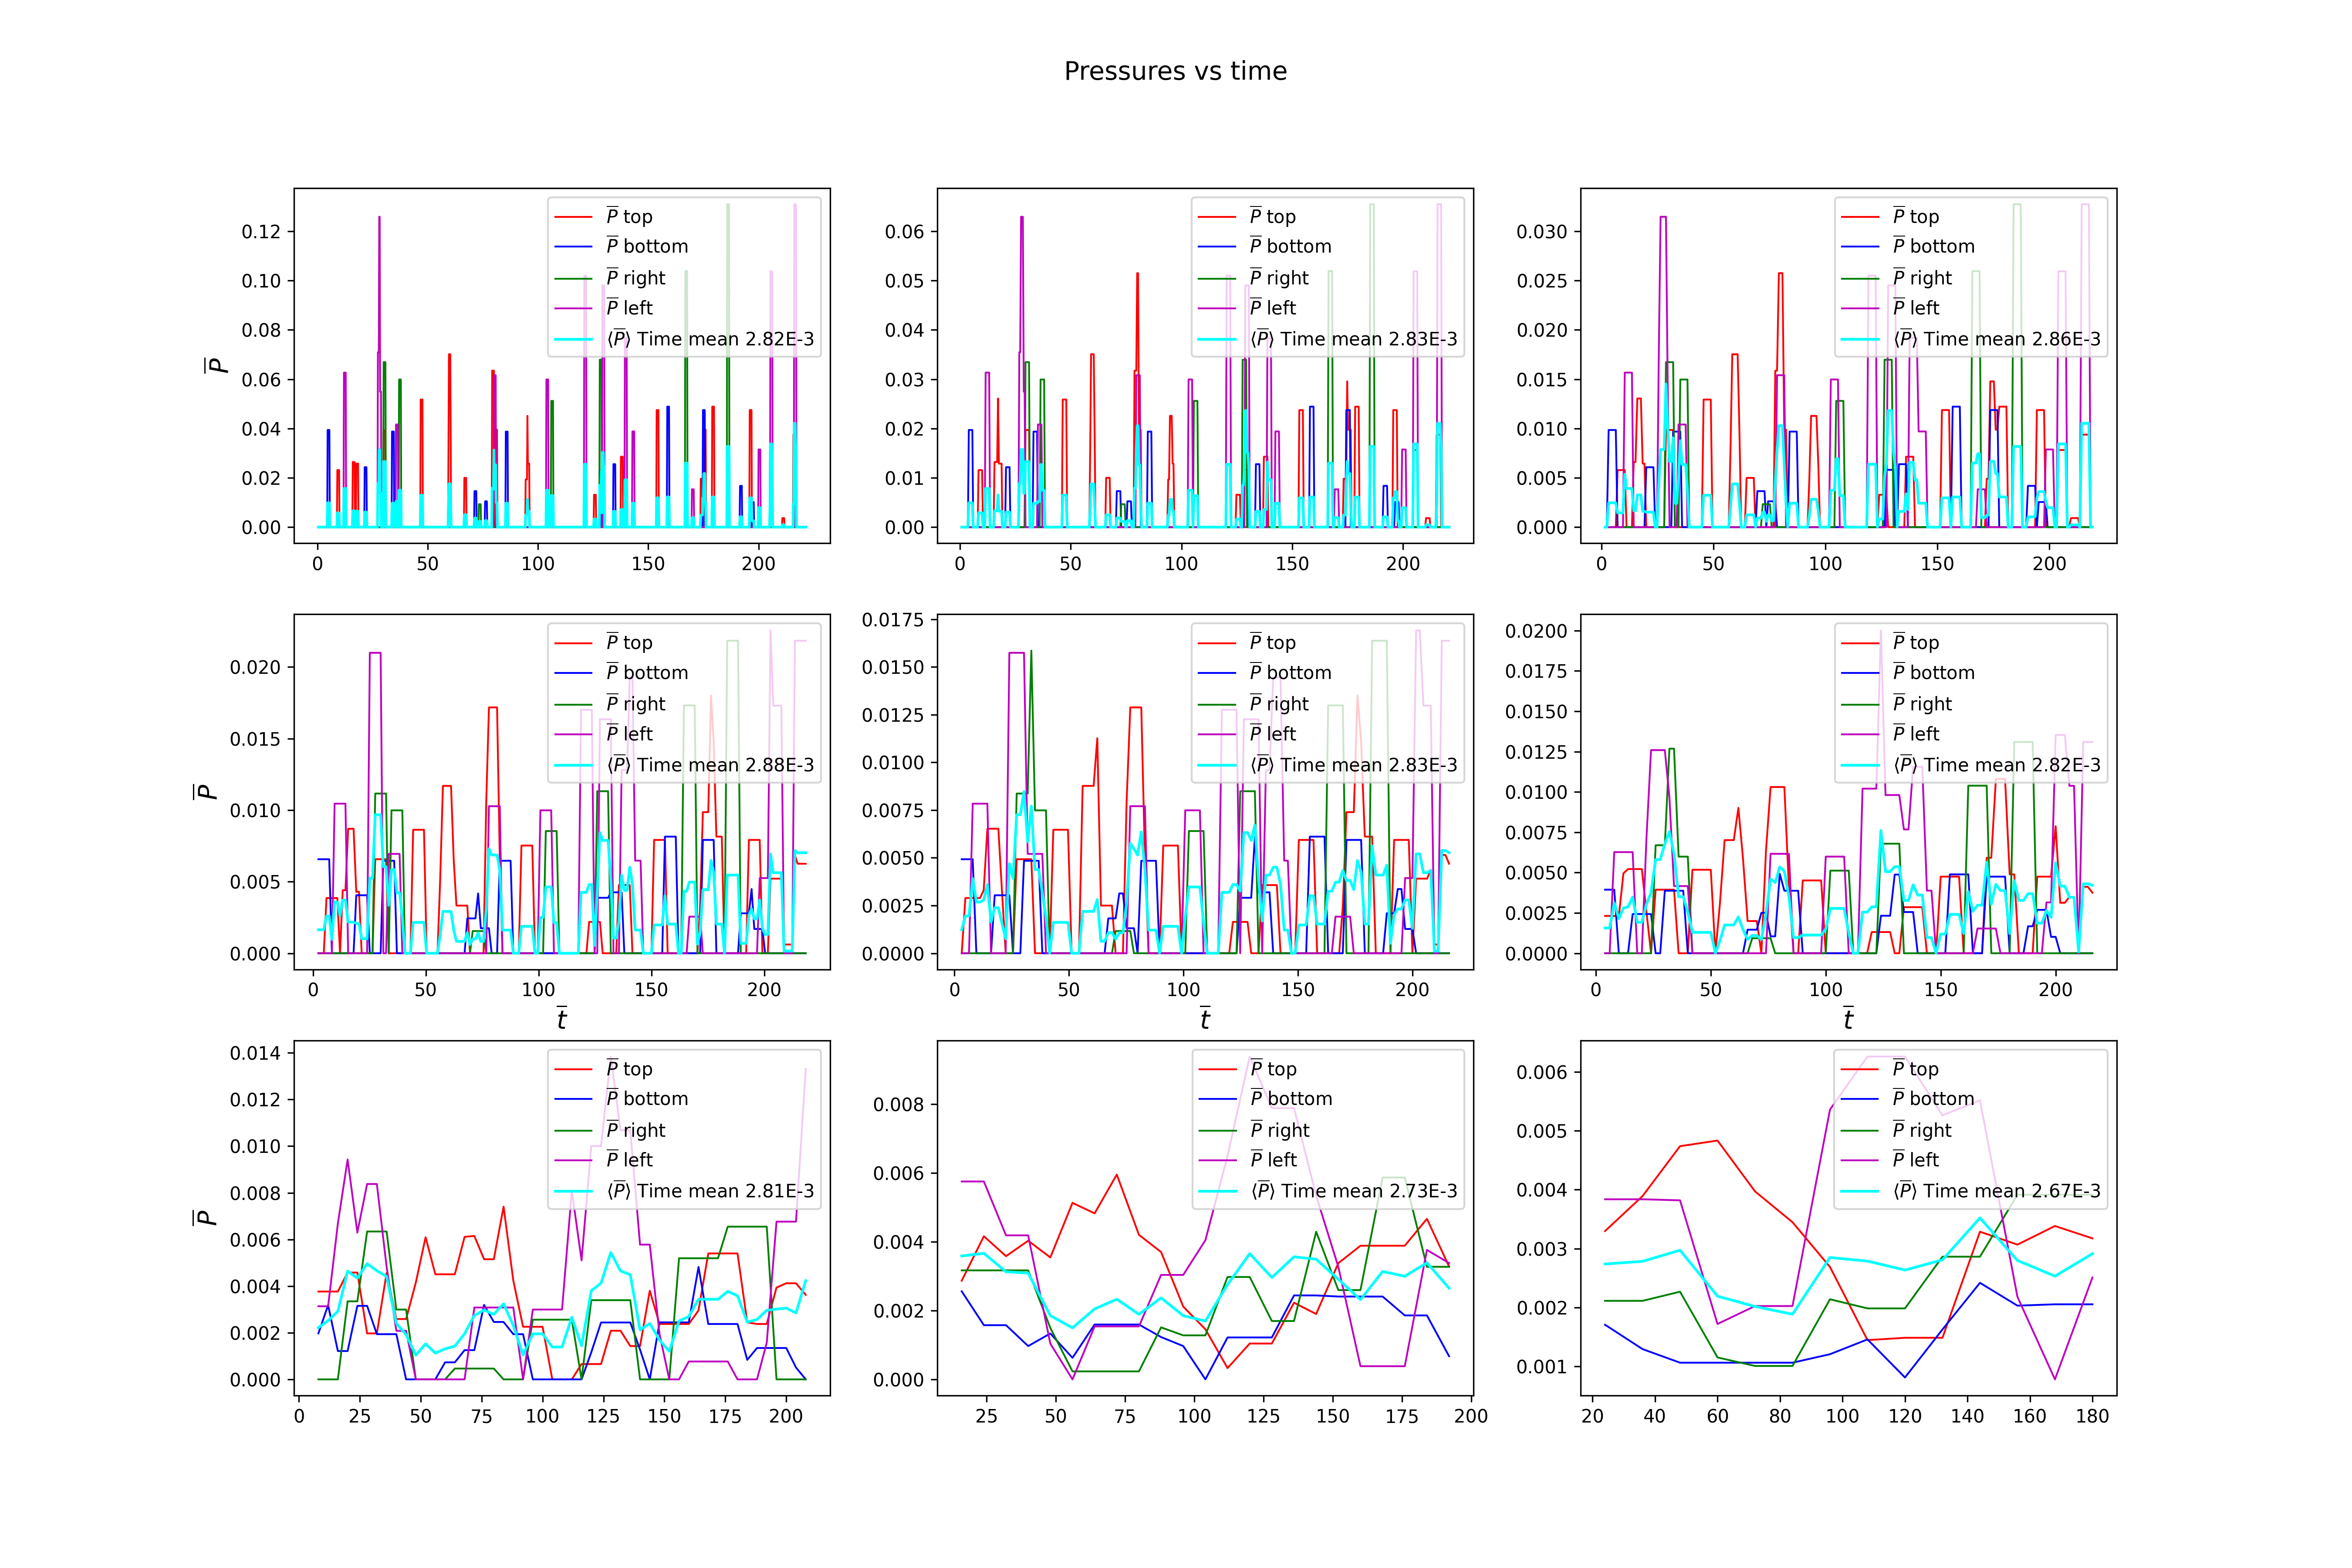 Pressures vs time
P̅
0.12
0.10
0.08
0.06
0.04
0.02
0.00
0 50 100 150 200
P̅ top
P̅ bottom
P̅ right
P̅ left
⟨P̅⟩ Time mean 2.82E-3
0.06
0.05
0.04
0.03
0.02
0.01
0.00
0 50 100 150 200
P̅ top
P̅ bottom
P̅ right
P̅ left
⟨P̅⟩ Time mean 2.83E-3
0.030
0.025
0.020
0.015
0.010
0.005
0.000
0 50 100 150 200
P̅ top
P̅ bottom
P̅ right
P̅ left
⟨P̅⟩ Time mean 2.86E-3
P̅
0.020
0.015
0.010
0.005
0.000
0 50 100 150 200
t̅
P̅ top
P̅ bottom
P̅ right
P̅ left
⟨P̅⟩ Time mean 2.88E-3
0.0175
0.0150
0.0125
0.0100
0.0075
0.0050
0.0025
0.0000
0 50 100 150 200
t̅
P̅ top
P̅ bottom
P̅ right
P̅ left
⟨P̅⟩ Time mean 2.83E-3
0.0200
0.0175
0.0150
0.0125
0.0100
0.0075
0.0050
0.0025
0.0000
0 50 100 150 200
t̅
P̅ top
P̅ bottom
P̅ right
P̅ left
⟨P̅⟩ Time mean 2.82E-3
P̅
0.014
0.012
0.010
0.008
0.006
0.004
0.002
0.000
0 25 50 75 100 125 150 175 200
P̅ top
P̅ bottom
P̅ right
P̅ left
⟨P̅⟩ Time mean 2.81E-3
0.008
0.006
0.004
0.002
0.000
25 50 75 100 125 150 175 200
P̅ top
P̅ bottom
P̅ right
P̅ left
⟨P̅⟩ Time mean 2.73E-3
0.006
0.005
0.004
0.003
0.002
0.001
20 40 60 80 100 120 140 160 180
P̅ top
P̅ bottom
P̅ right
P̅ left
⟨P̅⟩ Time mean 2.67E-3